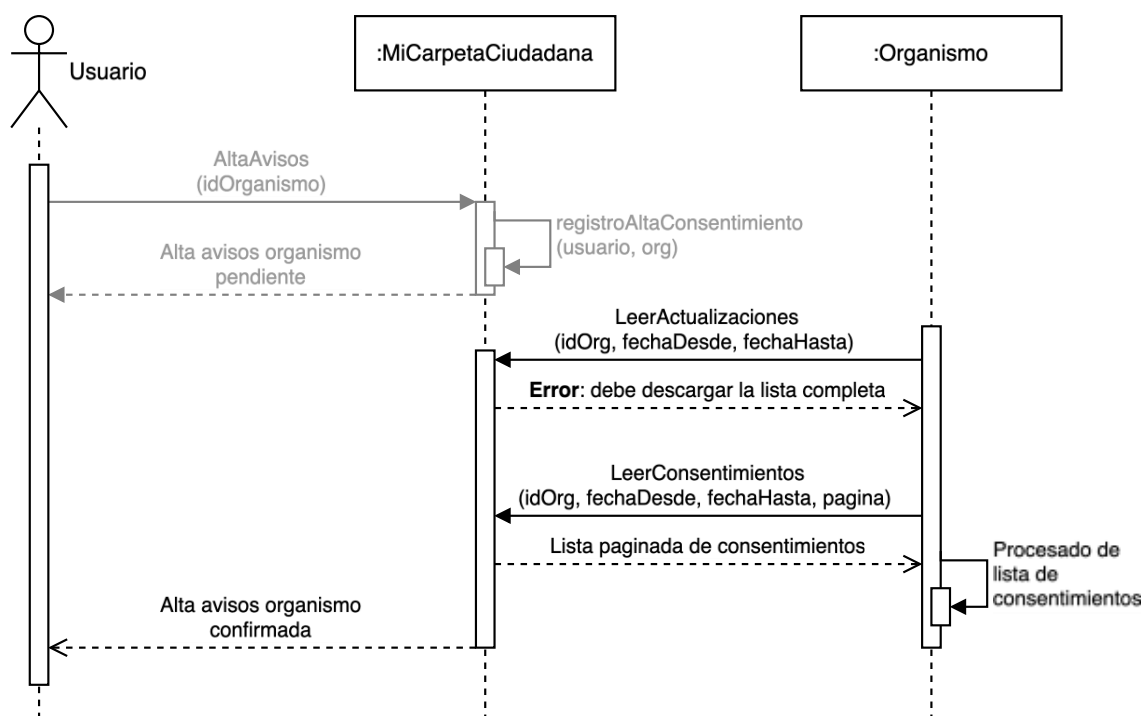 Usuario
:MiCarpetaCiudadana
:Organismo
AltaAvisos
(idOrganismo)
registroAltaConsentimiento
(usuario, org)
Alta avisos organismo
pendiente
LeerActualizaciones
(idOrg, fechaDesde, fechaHasta)
Error: debe descargar la lista completa
LeerConsentimientos
(idOrg, fechaDesde, fechaHasta, pagina)
Lista paginada de consentimientos
Procesado de
lista de
consentimientos
Alta avisos organismo
confirmada